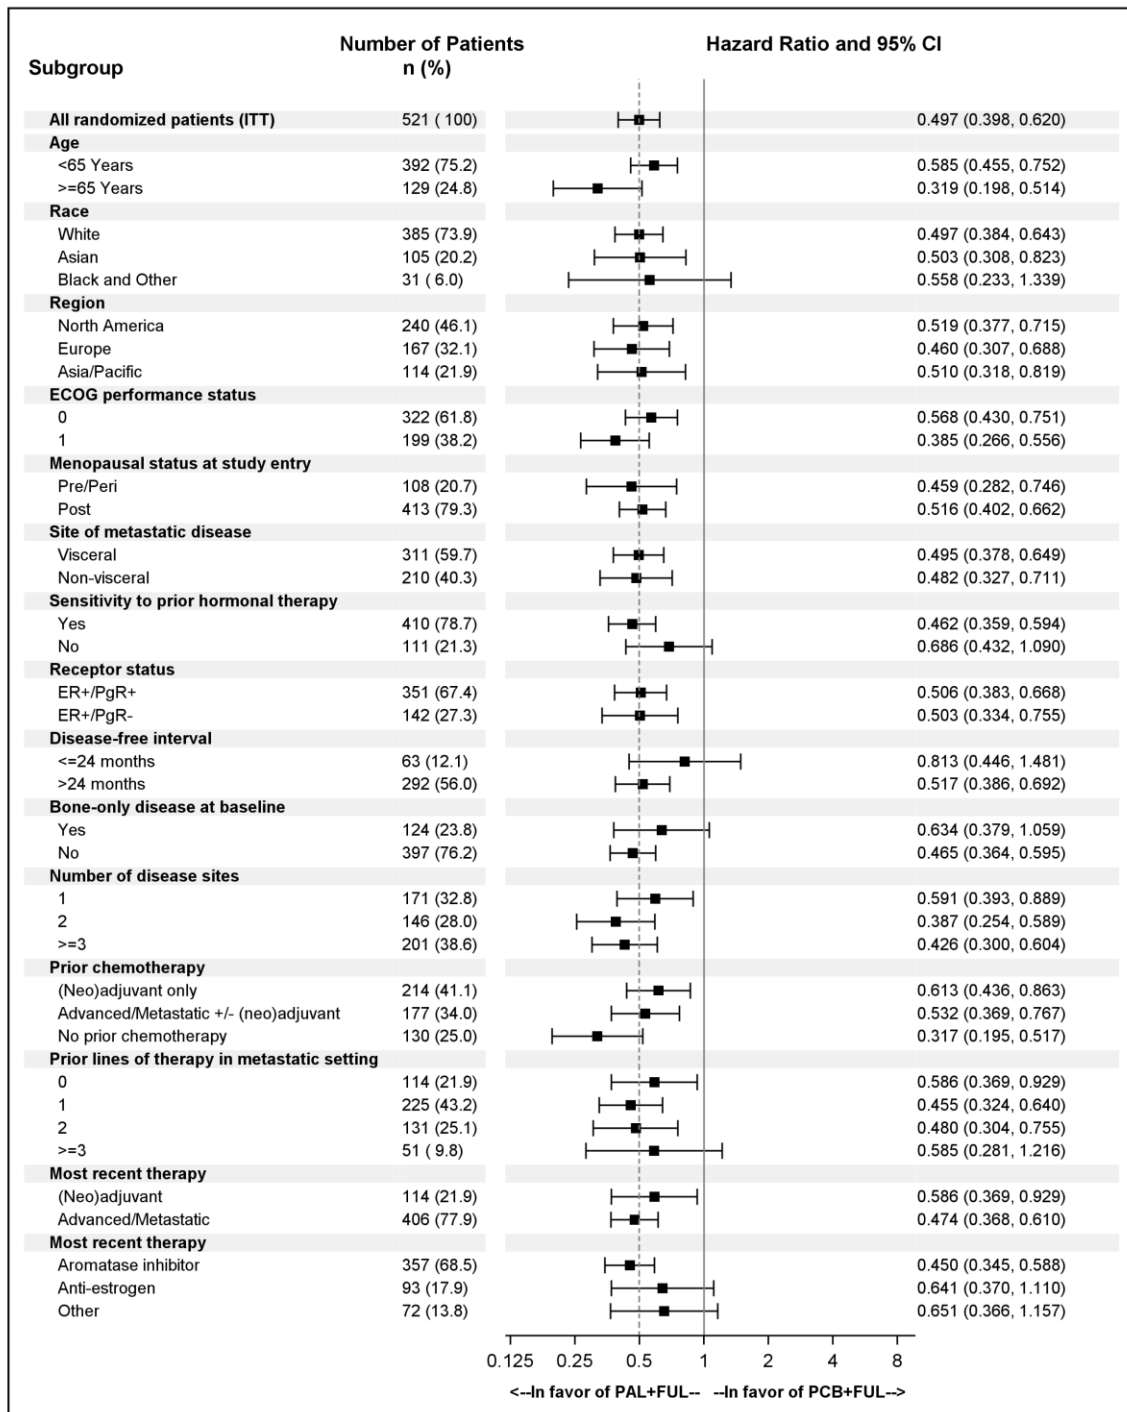 Number of Patients Hazard Ratio and 95% CI
Subgroup n (%)
All randomized patients (ITT) 521 ( 100) 0.497 (0.398, 0.620)
Age
<65 Years 392 (75.2) 0.585 (0.455, 0.752)
>=65 Years 129 (24.8) 0.319 (0.198, 0.514)
Race
White 385 (73.9) 0.497 (0.384, 0.643)
Asian 105 (20.2) 0.503 (0.308, 0.823)
Black and Other 31 ( 6.0) 0.558 (0.233, 1.339)
Region
North America 240 (46.1) 0.519 (0.377, 0.715)
Europe 167 (32.1) 0.460 (0.307, 0.688)
Asia/Pacific 114 (21.9) 0.510 (0.318, 0.819)
ECOG performance status
0 322 (61.8) 0.568 (0.430, 0.751)
1 199 (38.2) 0.385 (0.266, 0.556)
Menopausal status at study entry
Pre/Peri 108 (20.7) 0.459 (0.282, 0.746)
Post 413 (79.3) 0.516 (0.402, 0.662)
Site of metastatic disease
Visceral 311 (59.7) 0.495 (0.378, 0.649)
Non-visceral 210 (40.3) 0.482 (0.327, 0.711)
Sensitivity to prior hormonal therapy
Yes 410 (78.7) 0.462 (0.359, 0.594)
No 111 (21.3) 0.686 (0.432, 1.090)
Receptor status
ER+/PgR+ 351 (67.4) 0.506 (0.383, 0.668)
ER+/PgR- 142 (27.3) 0.503 (0.334, 0.755)
Disease-free interval
<=24 months 63 (12.1) 0.813 (0.446, 1.481)
>24 months 292 (56.0) 0.517 (0.386, 0.692)
Bone-only disease at baseline
Yes 124 (23.8) 0.634 (0.379, 1.059)
No 397 (76.2) 0.465 (0.364, 0.595)
Number of disease sites
1 171 (32.8) 0.591 (0.393, 0.889)
2 146 (28.0) 0.387 (0.254, 0.589)
>=3 201 (38.6) 0.426 (0.300, 0.604)
Prior chemotherapy
(Neo)adjuvant only 214 (41.1) 0.613 (0.436, 0.863)
Advanced/Metastatic +/- (neo)adjuvant 177 (34.0) 0.532 (0.369, 0.767)
No prior chemotherapy 130 (25.0) 0.317 (0.195, 0.517)
Prior lines of therapy in metastatic setting
0 114 (21.9) 0.586 (0.369, 0.929)
1 225 (43.2) 0.455 (0.324, 0.640)
2 131 (25.1) 0.480 (0.304, 0.755)
>=3 51 ( 9.8) 0.585 (0.281, 1.216)
Most recent therapy
(Neo)adjuvant 114 (21.9) 0.586 (0.369, 0.929)
Advanced/Metastatic 406 (77.9) 0.474 (0.368, 0.610)
Most recent therapy
Aromatase inhibitor 357 (68.5) 0.450 (0.345, 0.588)
Anti-estrogen 93 (17.9) 0.641 (0.370, 1.110)
Other 72 (13.8) 0.651 (0.366, 1.157)
0.125 0.25 0.5 1 2 4 8
<--In favor of PAL+FUL-- --In favor of PCB+FUL-->